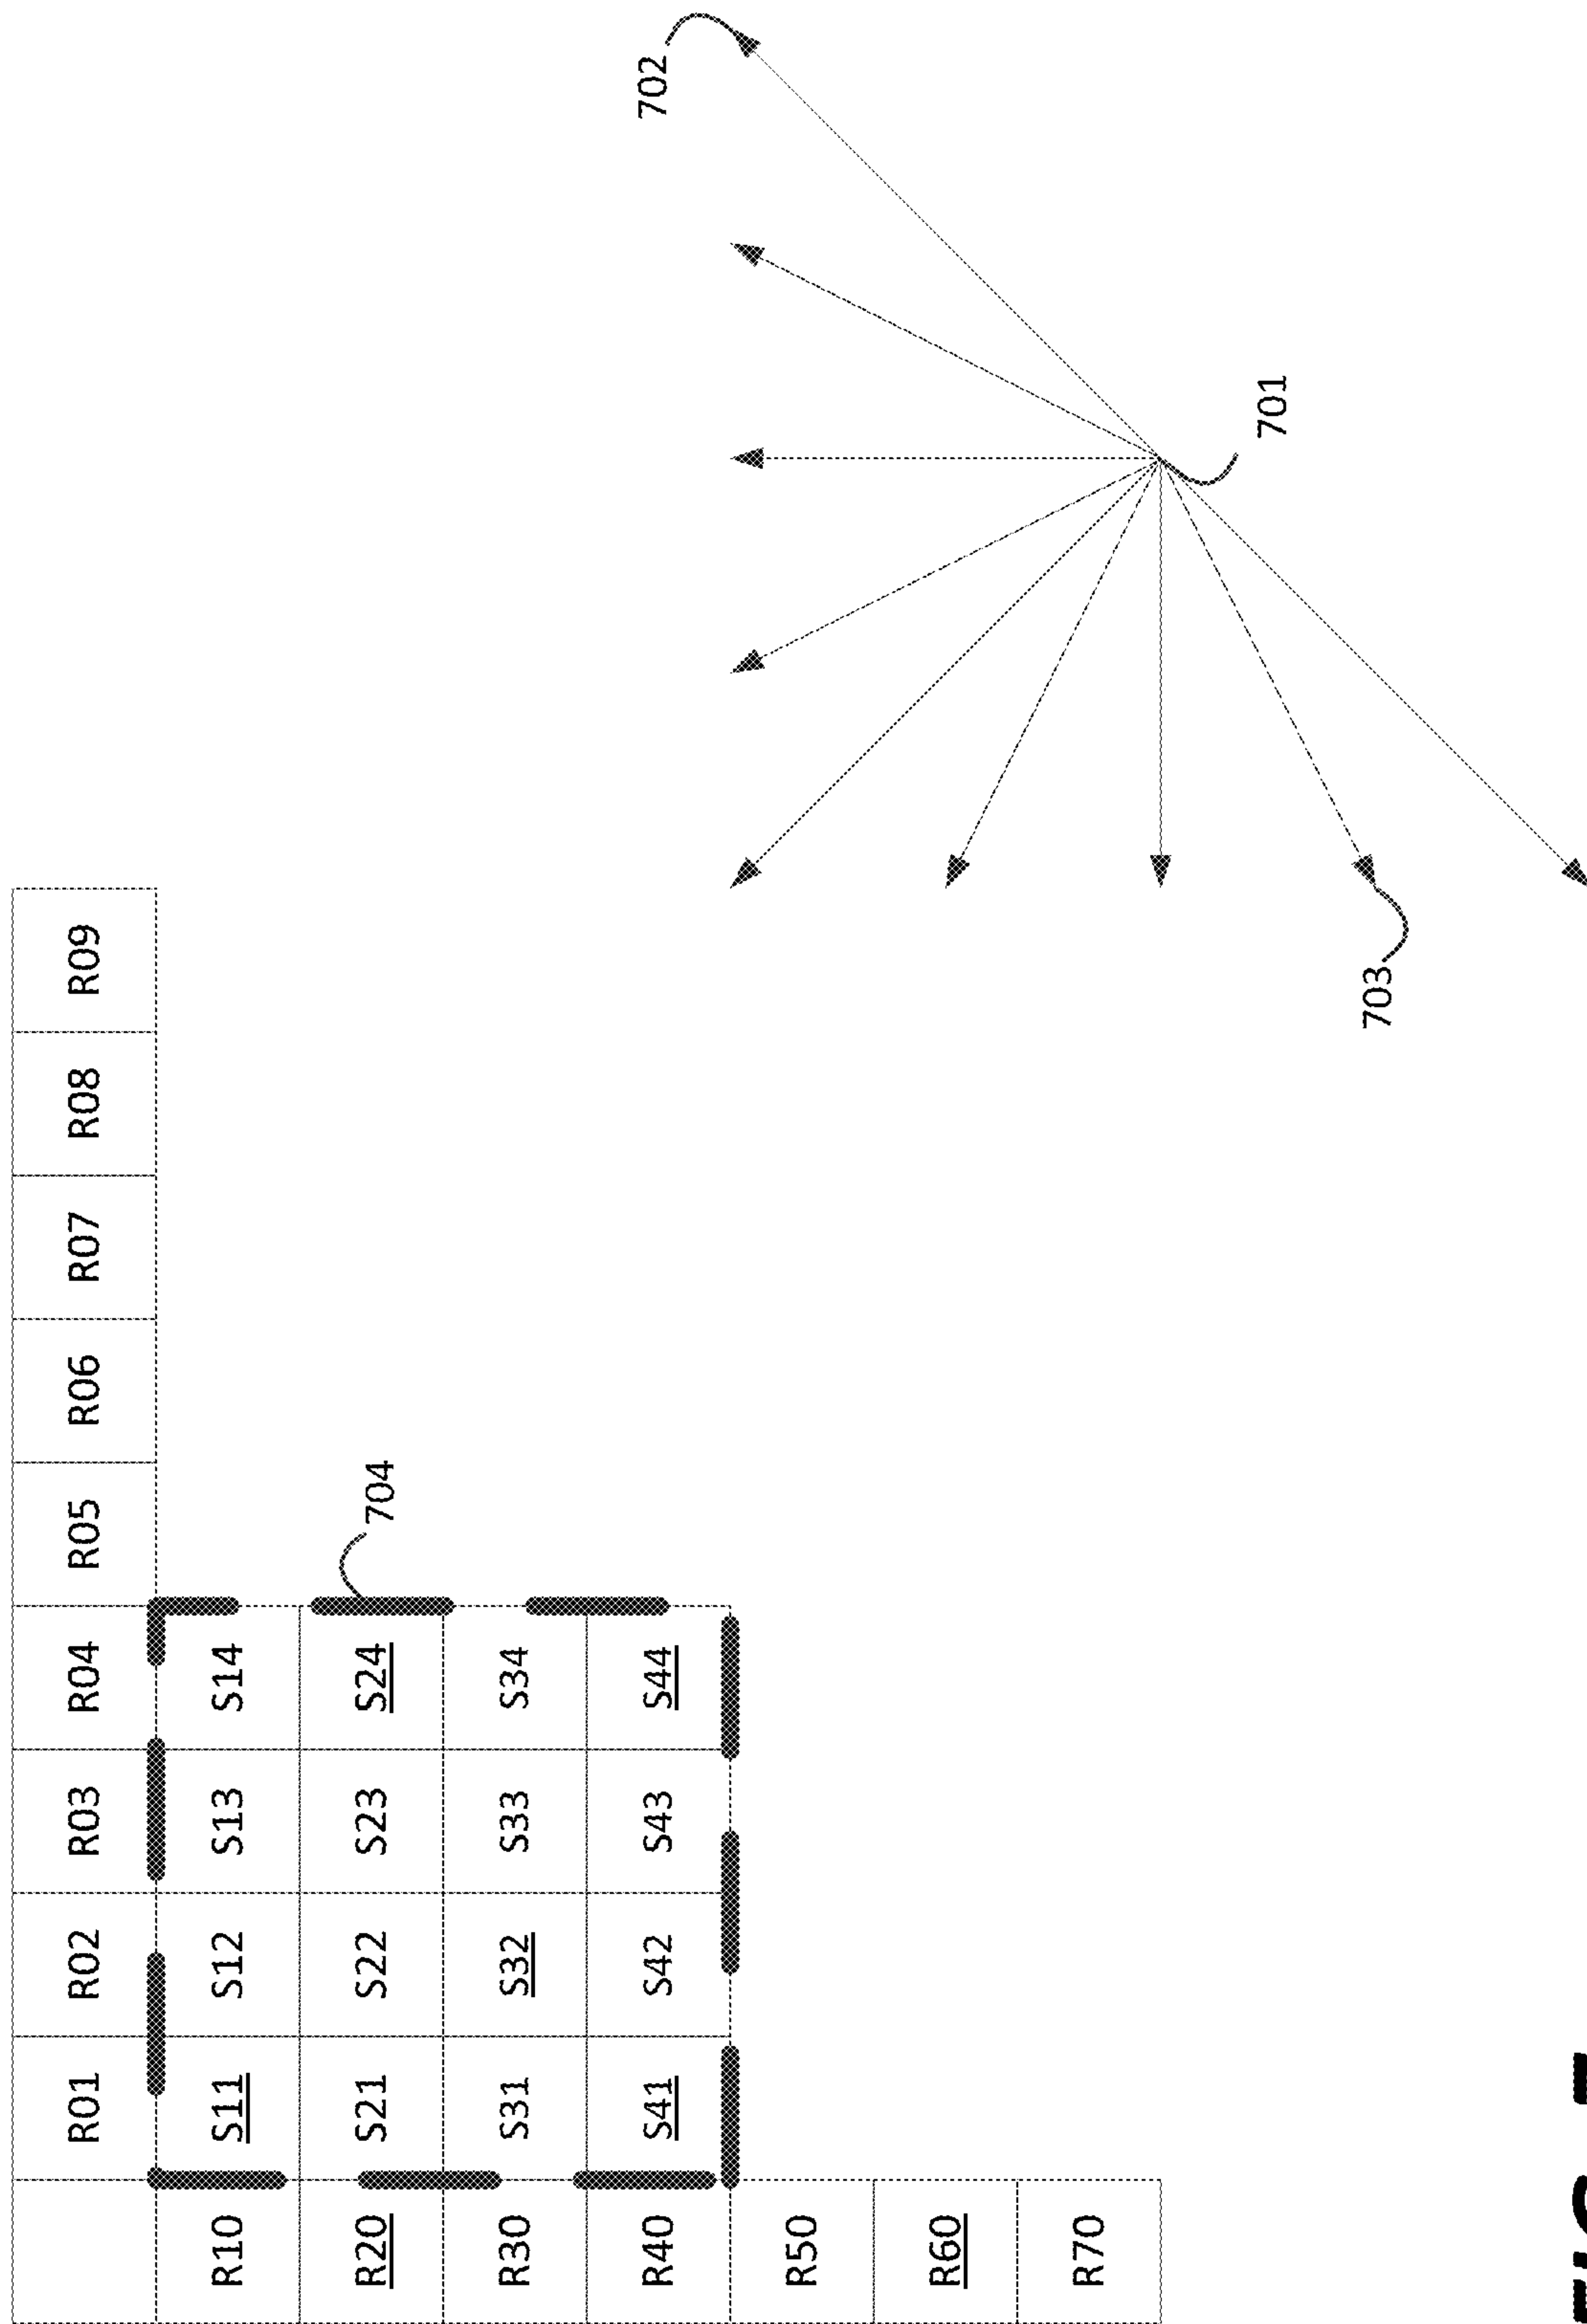 R01 R02 R03 R04 R05 R06 R07 R08 R09
R10 S11 S12 S13 S14
R20 S21 S22 S23 S24
704
R30 S31 S32 S33 S34
R40 S41 S42 S43 S44
702
R50
R60
R70
701
703